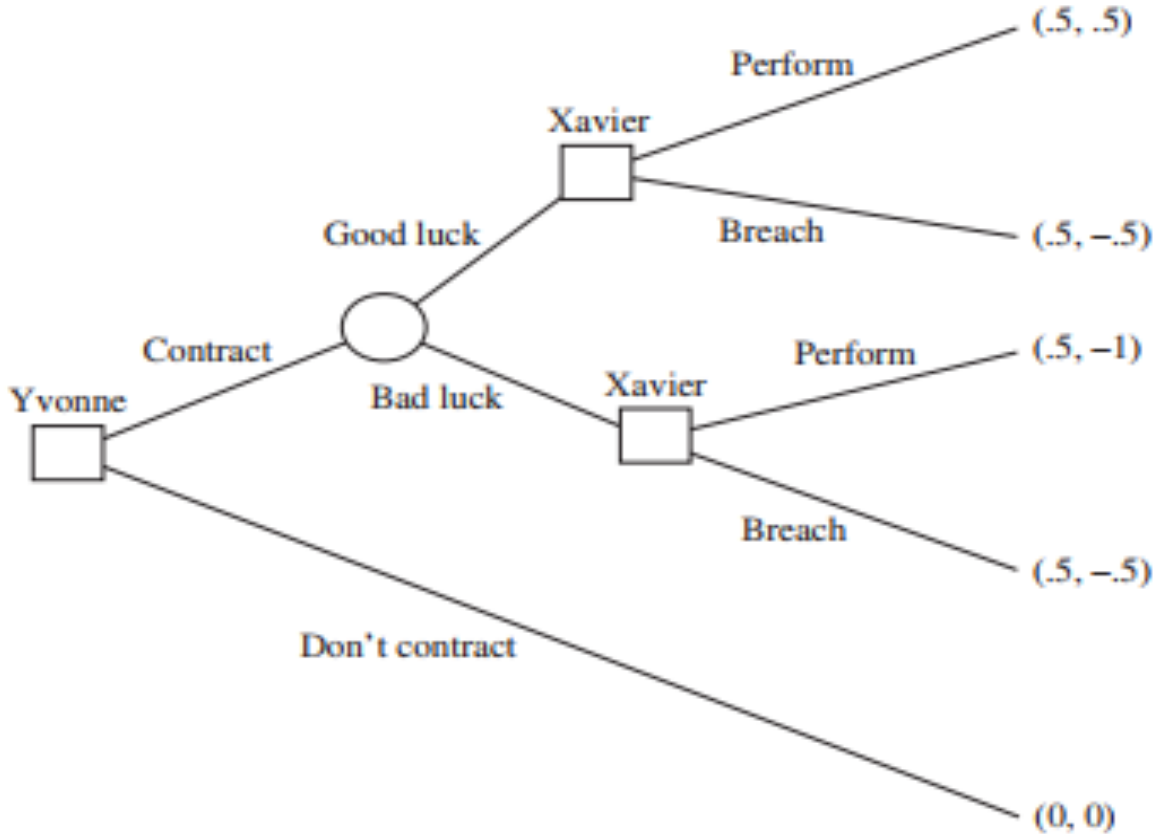 (.5, .5)
Perform
Xavier
Good luck
Breach
(.5, –.5)
Contract
Perform
(.5, –1)
Yvonne
Bad luck
Xavier
Breach
(.5, –.5)
Don't contract
(0, 0)